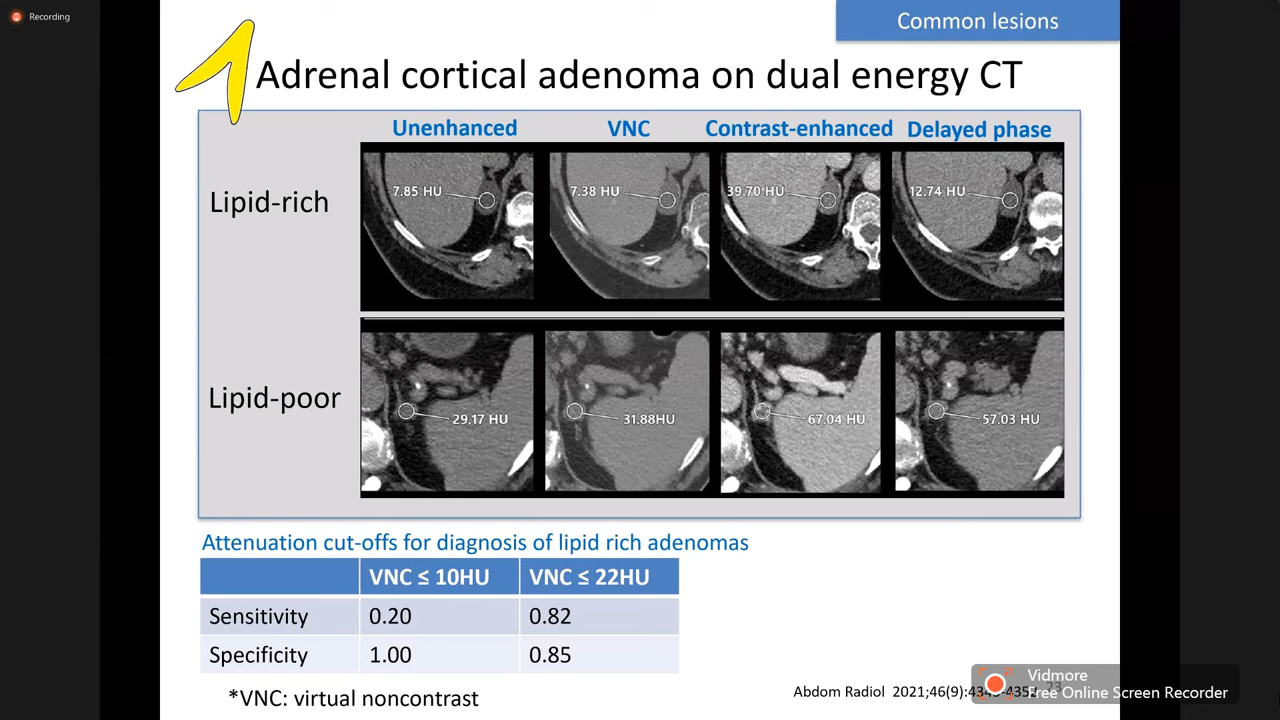 Recording
Common lesions
Adrenal cortical adenoma on dual energy CT
Unenhanced VNC Contrast-enhanced Delayed phase
Lipid-rich
7.85 HU 7.38 HU 39.70 HU 12.74 HU
Lipid-poor
29.17 HU 31.88HU 67.04 HU 57.03 HU
Attenuation cut-offs for diagnosis of lipid rich adenomas
VNC ≤ 10HU VNC ≤ 22HU
Sensitivity 0.20 0.82
Specificity 1.00 0.85
*VNC: virtual noncontrast
Abdom Radiol 2021;46(9):
Vidmore
Free Online Screen Recorder